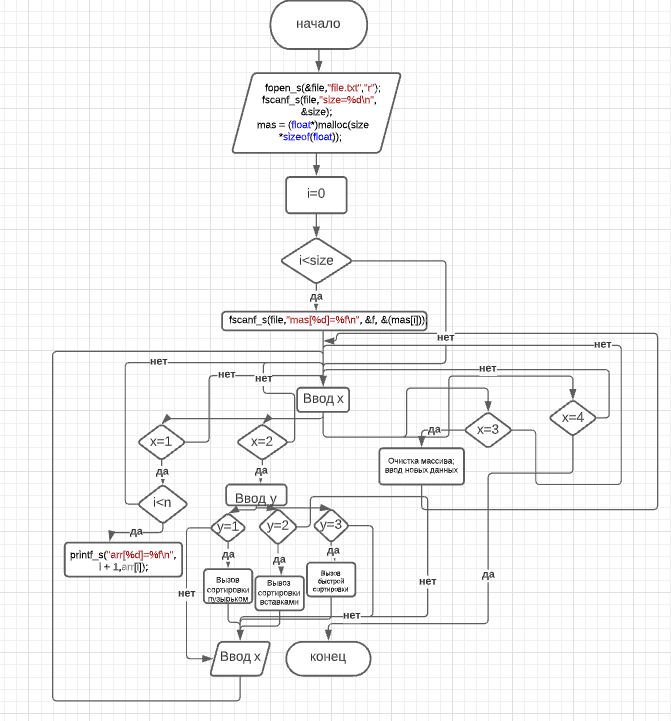 начало
fopen_s(&file,"file.txt","r");
fscanf_s(file,"size=%d\n",
&size);
mas = (float*)malloc(size
*sizeof(float));
i=0
i<size
да
fscanf_s(file,"mas[%d]=%f\n", &f, &(mas[i]))
нет
нет
нет
нет
нет
нет
Ввод x
x=1
x=2
x=3
x=4
да
да
да
Очистка массива;
ввод новых данных
i<n
да
printf_s("arr[%d]=%f\n",
i + 1,arr[i]);
Ввод y
y=1
y=2
y=3
да
да
да
Вызов
сортировки
пузырьком
Вывоз
сортировки
вставками
Вызов
быстрой
сортировки
нет
нет
нет
да
Ввод x
конец